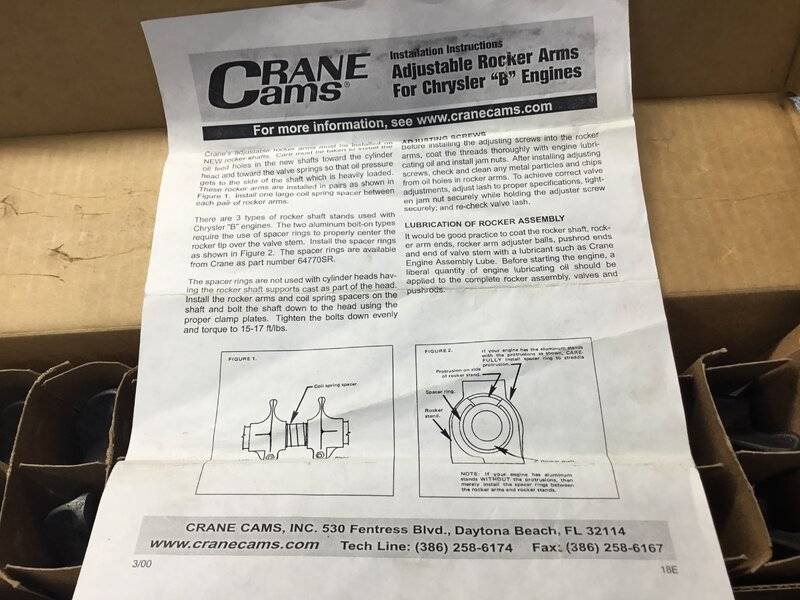 CRANE
Cams®
Installation Instructions
Adjustable Rocker Arms
For Chrysler "B" Engines
For more information, see www.cranecams.com
Crane's adjustable rocker arms must be installed on
NEW rocker shafts. Care must be taken to install the
oil feed holes in the new shafts toward the cylinder
head and toward the valve springs so that oil pressure
gets to the side of the shaft which is heavily loaded.
These rocker arms are installed in pairs as shown in
Figure 1. Install one large coil spring spacer between
each pair of rocker arms.
There are 3 types of rocker shaft stands used with
Chrysler "B" engines. The two aluminum bolt-on types
require the use of spacer rings to properly center the
rocker tip over the valve stem. Install the spacer rings
as shown in Figure 2. The spacer rings are available
from Crane as part number 64770SR.
The spacer rings are not used with cylinder heads hav-
ing the rocker shaft supports cast as part of the head.
Install the rocker arms and coil spring spacers on the
shaft and bolt the shaft down to the head using the
proper clamp plates. Tighten the bolts down evenly
and torque to 15-17 ft/lbs.
ADJUSTING SCREWS
Before installing the adjusting screws into the rocker
arms, coat the threads thoroughly with engine lubri-
cating oil and install jam nuts. After installing adjusting
screws, check and clean any metal particles and chips
from oil holes in rocker arms. To achieve correct valve
adjustments, adjust lash to proper specifications, tight-
en jam nut securely while holding the adjuster screw
securely; and re-check valve lash.
LUBRICATION OF ROCKER ASSEMBLY
It would be good practice to coat the rocker shaft, rock-
er arm ends, rocker arm adjuster balls, pushrod ends
and end of valve stem with a lubricant such as Crane
Engine Assembly Lube. Before starting the engine, a
liberal quantity of engine lubricating oil should be
applied to the complete rocker assembly, valves and
pushrods.
FIGURE 1.
Coil spring spacer
FIGURE 2.
If your engine has the aluminum stands
with the protrusions as shown, CARE-
FULLY install spacer ring to straddle
protrusion.
Protrusion on side
of rocker stand.
Spacer ring.
Rocker
stand.
NOTE: If your engine has aluminum
stands WITHOUT the protrusions, then
merely install the spacer rings between
the rocker arms and rocker stands.
CRANE CAMS, INC. 530 Fentress Blvd., Daytona Beach, FL 32114
www.cranecams.com Tech Line: (386) 258-6174 Fax: (386) 258-6167
3/00
18E